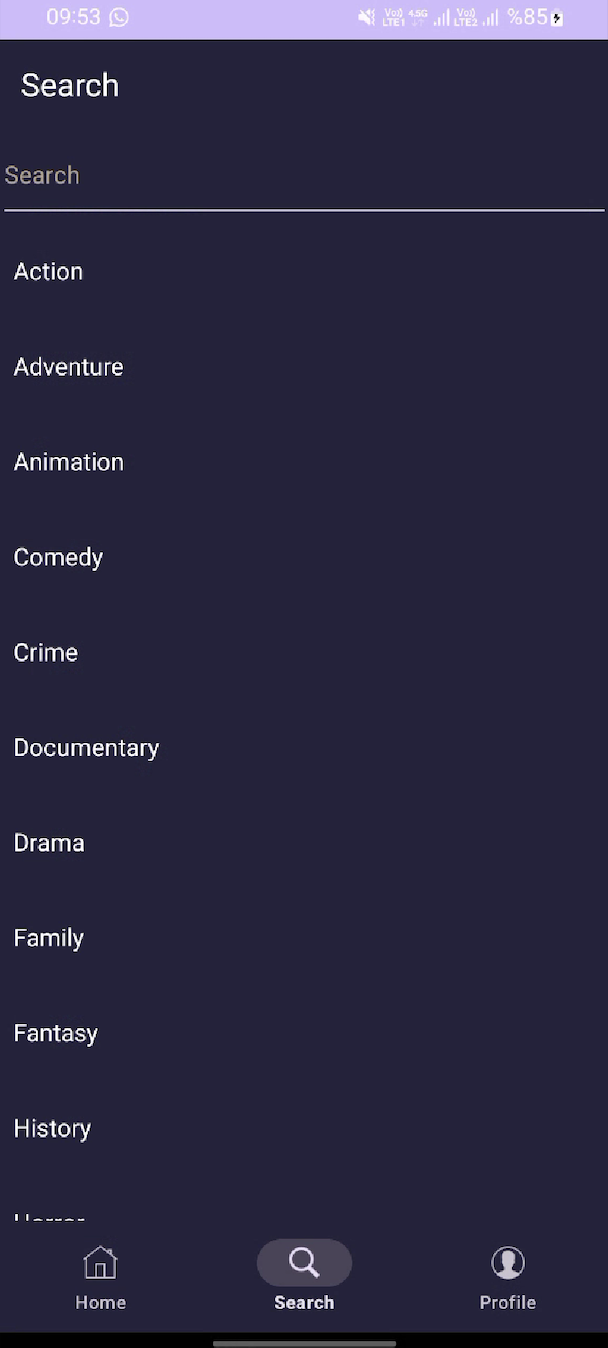 09:53 Vo)) LTE1 4.5G Vo)) LTE2 %85
Search
Search
Action
Adventure
Animation
Comedy
Crime
Documentary
Drama
Family
Fantasy
History
Horror
Home Search Profile